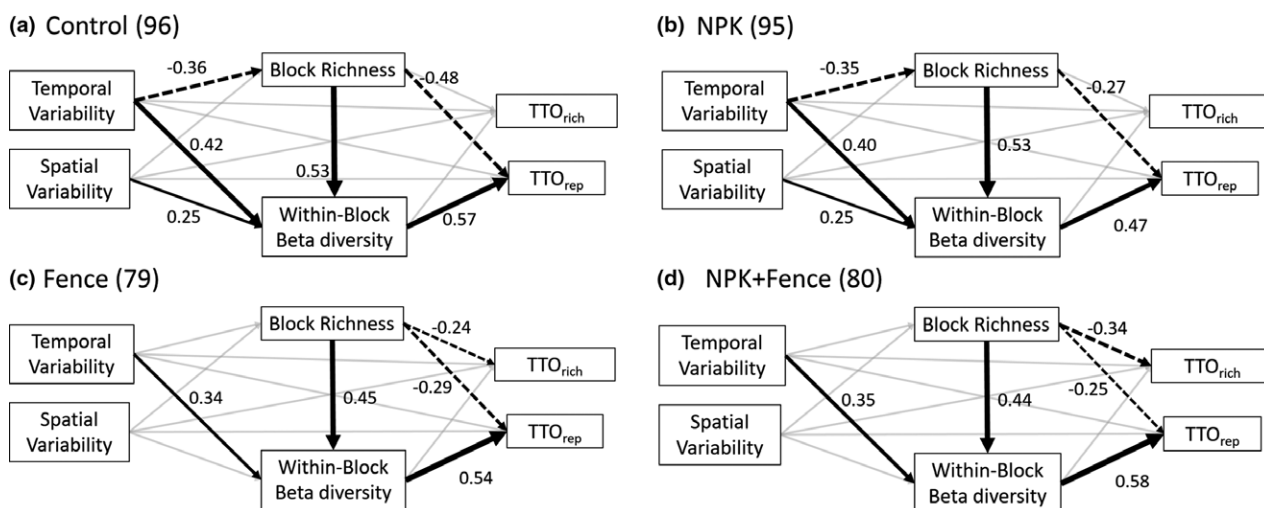 (a) Control (96)
Temporal
Variability
Spatial
Variability
Block Richness
Within-Block
Beta diversity
TTOrich
TTOrep
-0.36
-0.48
0.42
0.53
0.25
0.57
(b) NPK (95)
Temporal
Variability
Spatial
Variability
Block Richness
Within-Block
Beta diversity
TTOrich
TTOrep
-0.35
-0.27
0.40
0.53
0.25
0.47
(c) Fence (79)
Temporal
Variability
Spatial
Variability
Block Richness
Within-Block
Beta diversity
TTOrich
TTOrep
-0.24
-0.29
0.34
0.45
0.54
(d) NPK+Fence (80)
Temporal
Variability
Spatial
Variability
Block Richness
Within-Block
Beta diversity
TTOrich
TTOrep
-0.34
-0.25
0.35
0.44
0.58